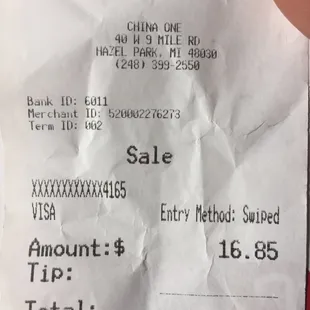 CHINA ONE
40 W 9 MILE RD
HAZEL PARK, MI 48030
(248) 399-2550
Bank ID: 6011
Merchant ID: 520002276273
Term ID: 002
Sale
XXXXXXXXXXXX4165
VISA Entry Method: Swiped
Amount:$ 16.85
Tip:
Total: